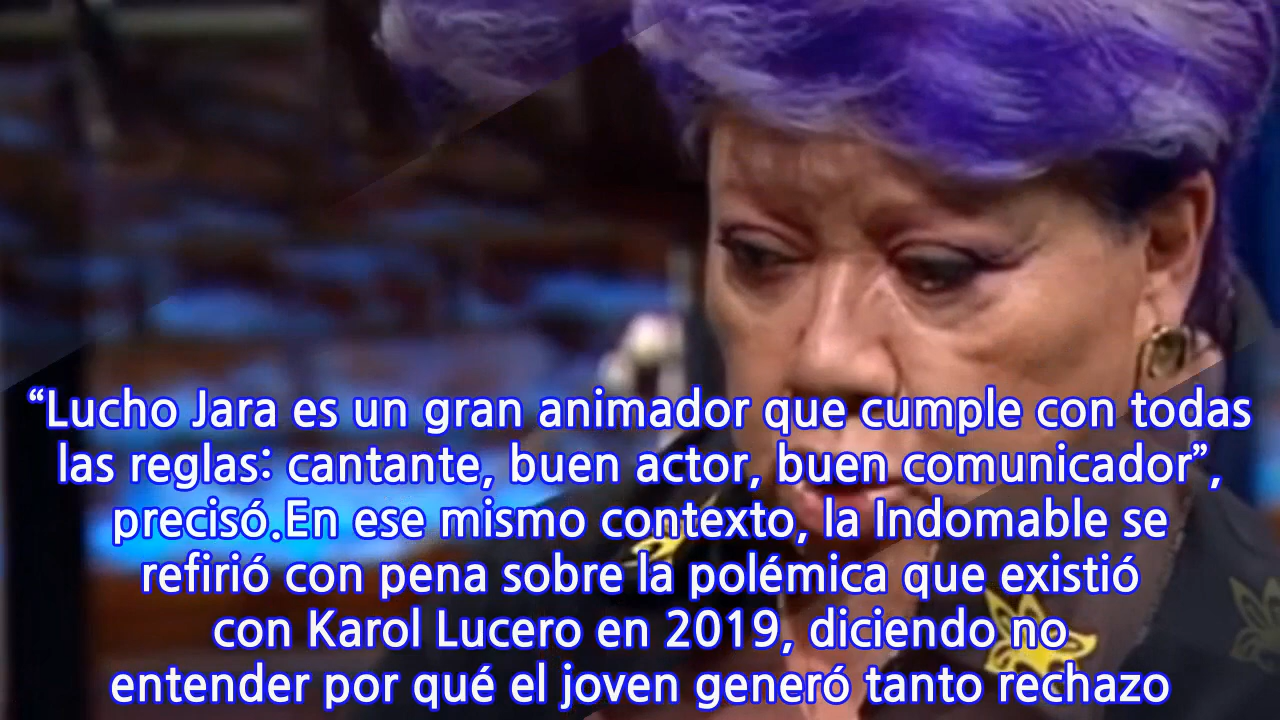 “Lucho Jara es un gran animador que cumple con todas
las reglas: cantante, buen actor, buen comunicador”,
precisó.En ese mismo contexto, la Indomable se
refirió con pena sobre la polémica que existió
con Karol Lucero en 2019, diciendo no
entender por qué el joven generó tanto rechazo